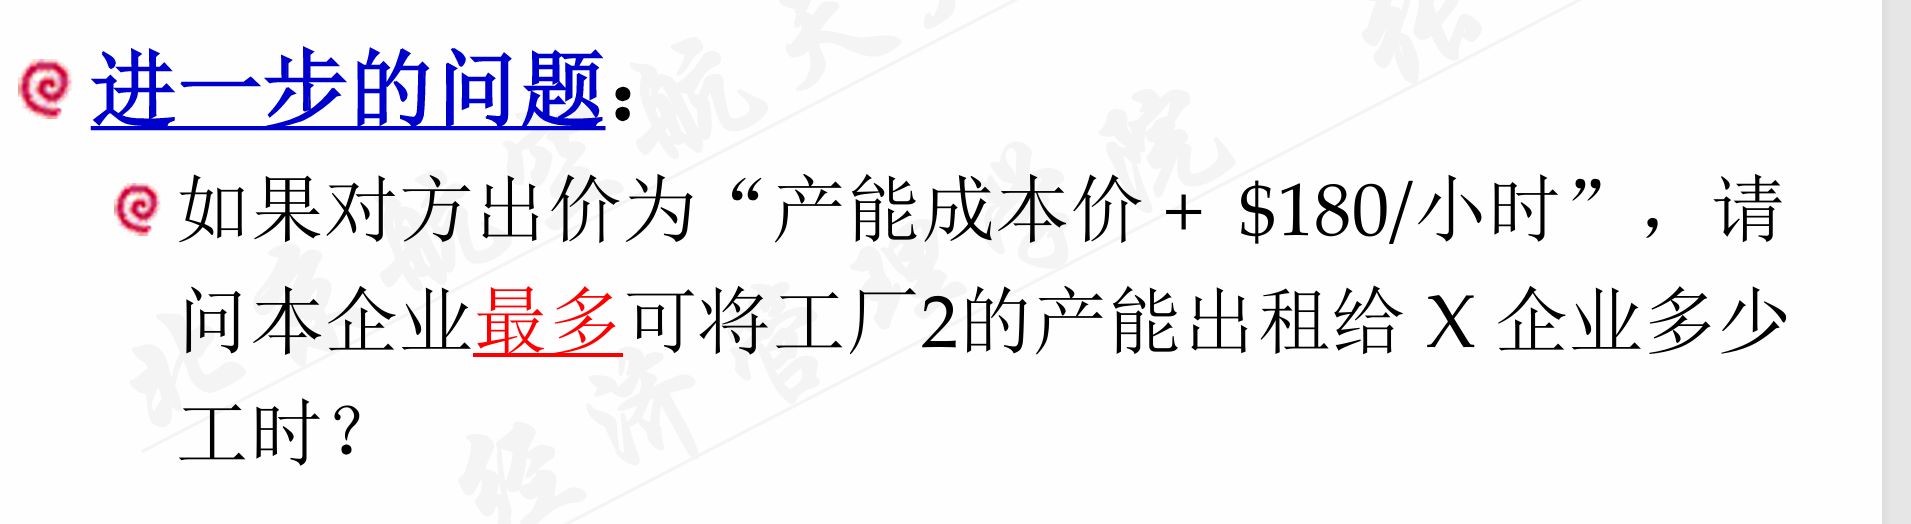 进一步的问题：
如果对方出价为“产能成本价 + $180/小时”，请
问本企业最多可将工厂2的产能出租给 X 企业多少
工时？